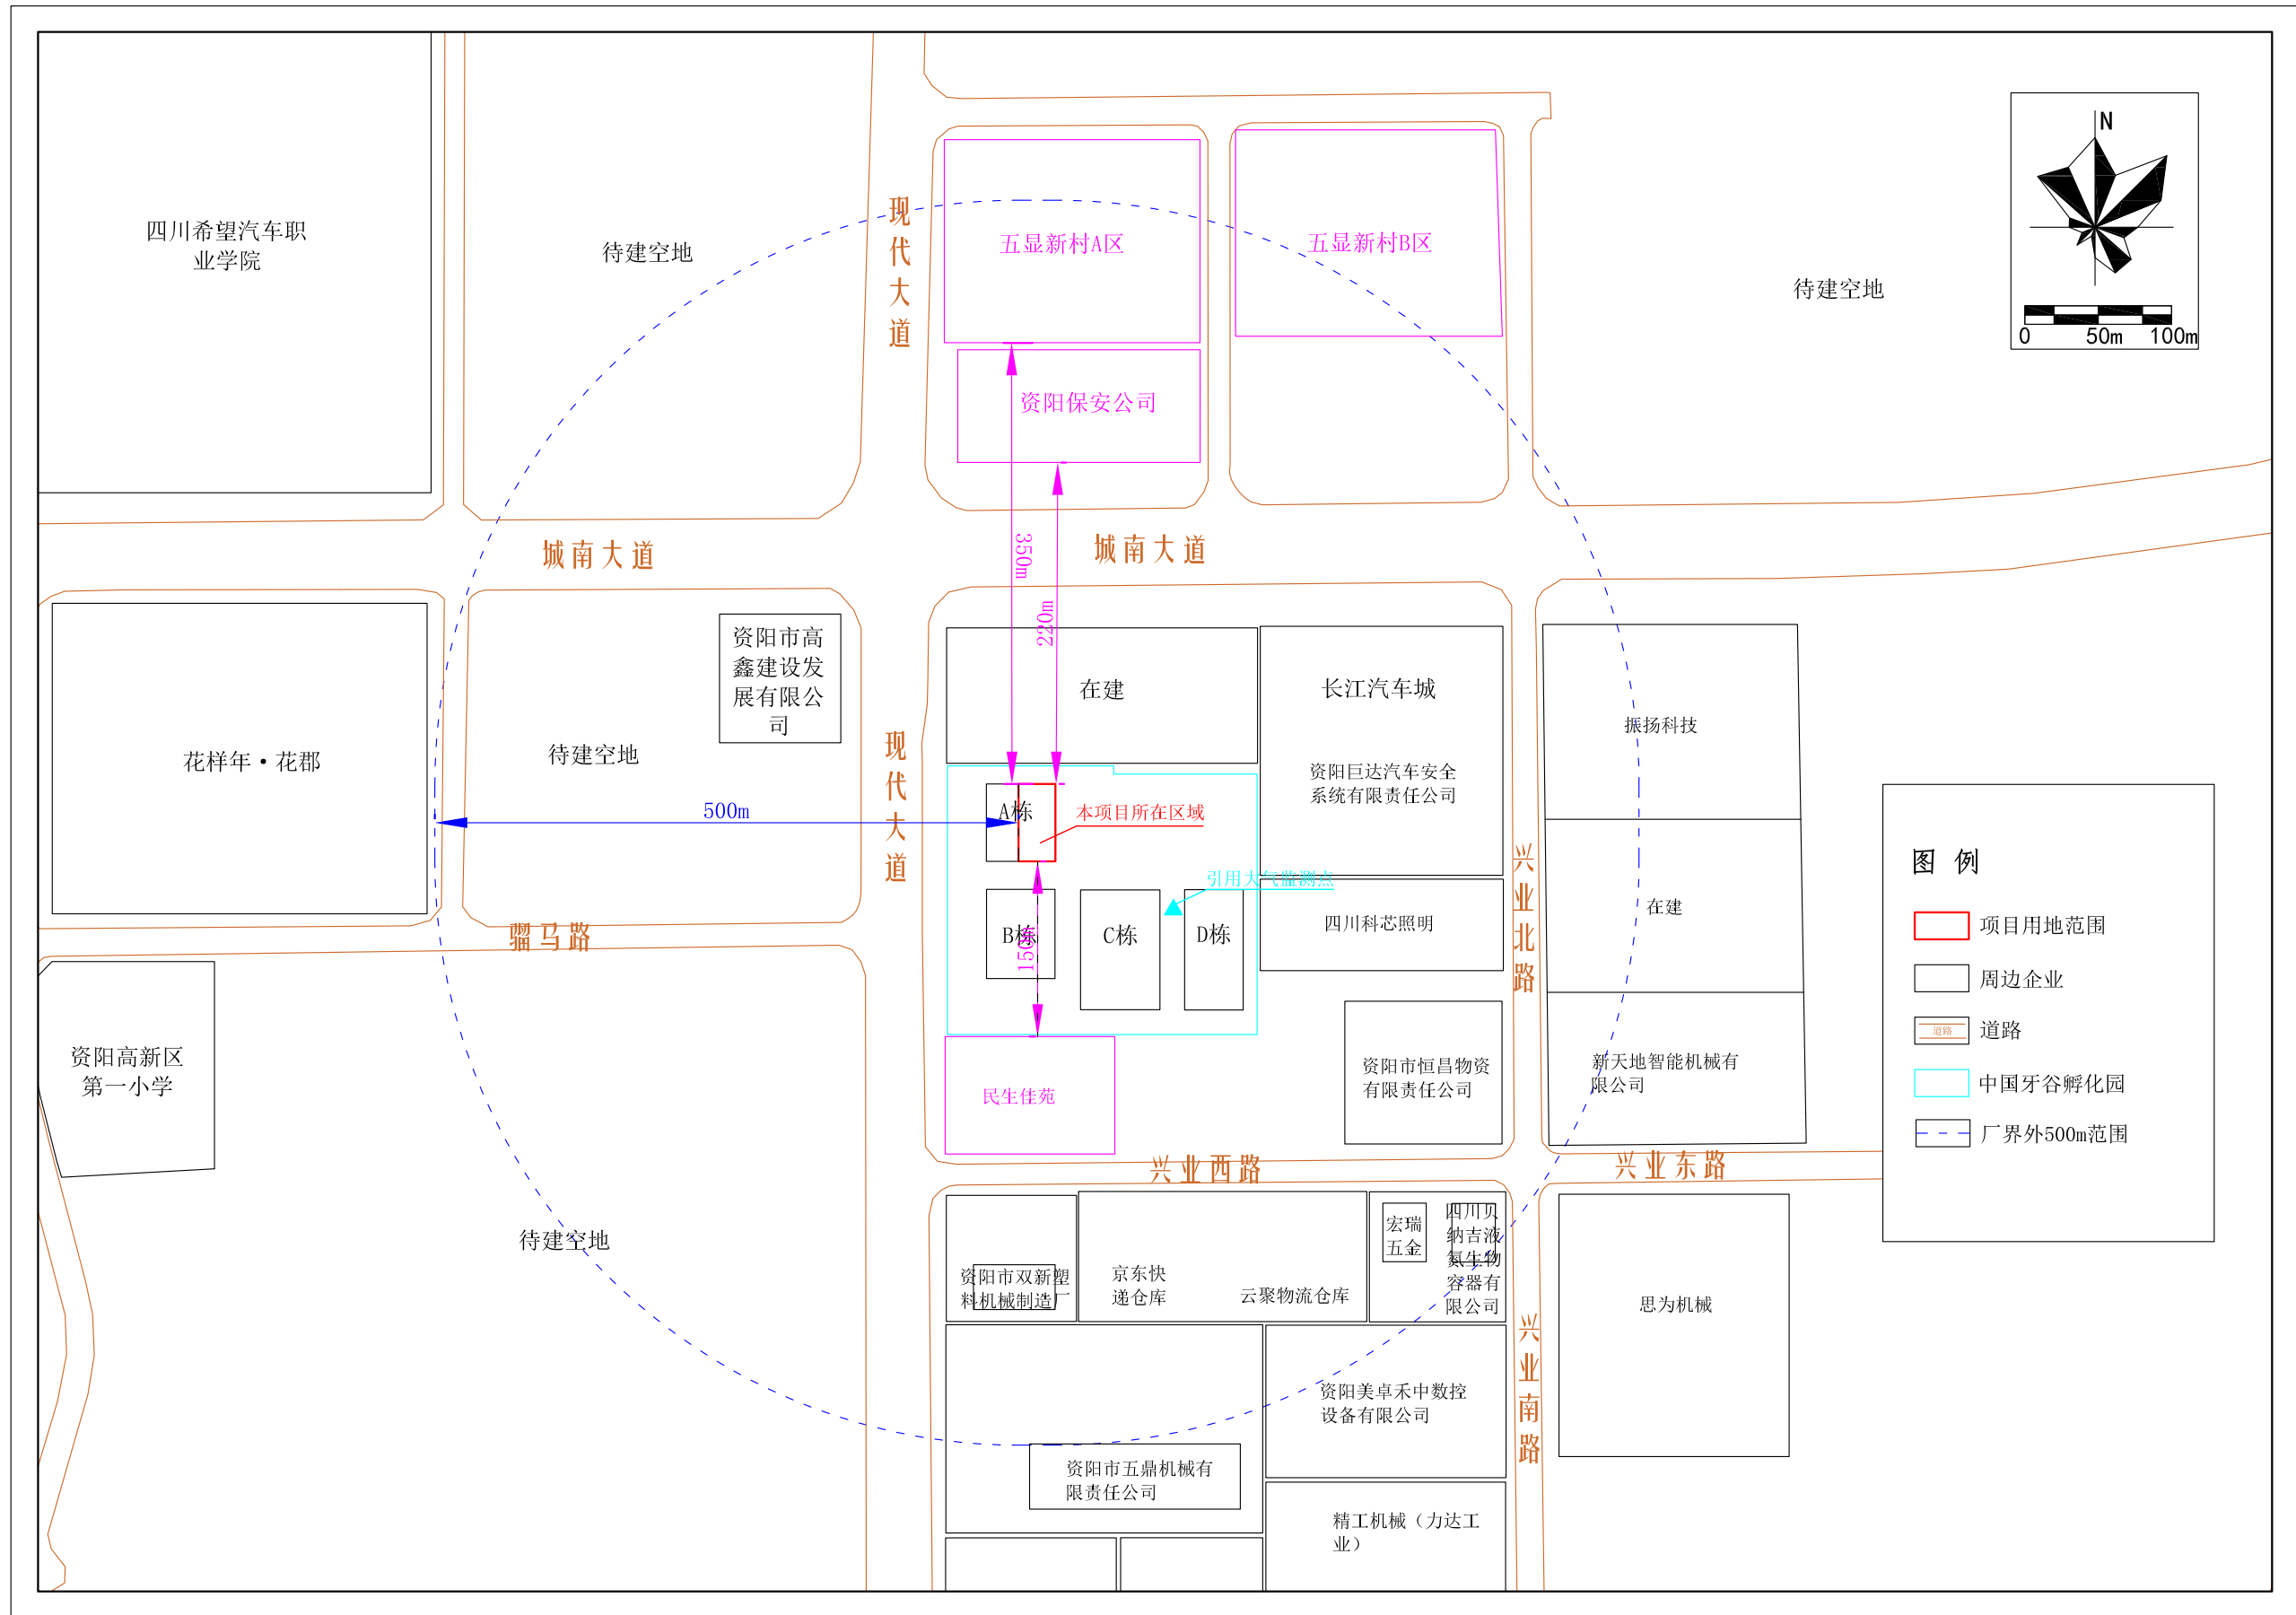 四川希望汽车职
业学院
待建空地
现代大道
五显新村A区
五显新村B区
待建空地
N
0 50m 100m
资阳保安公司
城南大道
城南大道
350m
220m
花样年·花郡
资阳市高
鑫建设发
展有限公
司
待建空地
现代大道
在建
长江汽车城
资阳巨达汽车安全
系统有限责任公司
振扬科技
500m
A栋
本项目所在区域
引用大气监测点
兴业北路
在建
四川科芯照明
骝马路
B栋
C栋
D栋
150m
资阳高新区
第一小学
民生佳苑
资阳市恒昌物资
有限责任公司
新天地智能机械有
限公司
图例
项目用地范围
周边企业
道路
道路
中国牙谷孵化园
厂界外500m范围
兴业西路
兴业东路
待建空地
资阳市双新塑
料机械制造厂
京东快
递仓库
云聚物流仓库
宏瑞
五金
四川贝
纳吉液
氮生物
容器有
限公司
思为机械
兴业南路
资阳美卓禾中数控
设备有限公司
资阳市五鼎机械有
限责任公司
精工机械（力达工
业）